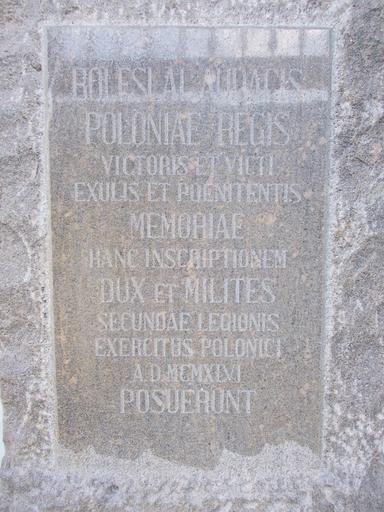 BOLESLAI AUDACIS
POLONIAE REGIS
VICTORIS ET VICTI
EXULIS ET POENITENTIS
MEMORIAE
HANC INSCRIPTIONEM
DUX ET MILITES
SECUNDAE LEGIONIS
EXERCITUS POLONICI
A.D. MCMXLVI
POSUERUNT